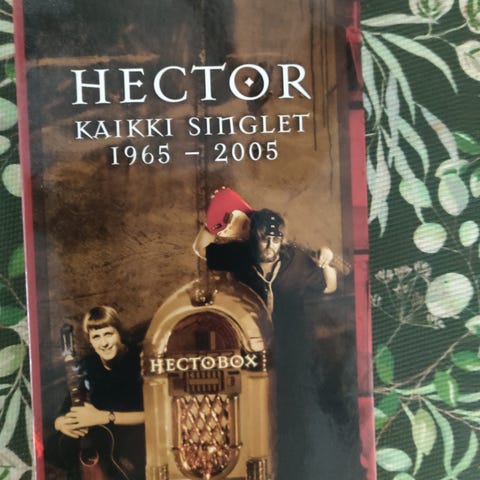 HECTOR
KAIKKI SINGLET
1965 – 2005
HECTOBOX